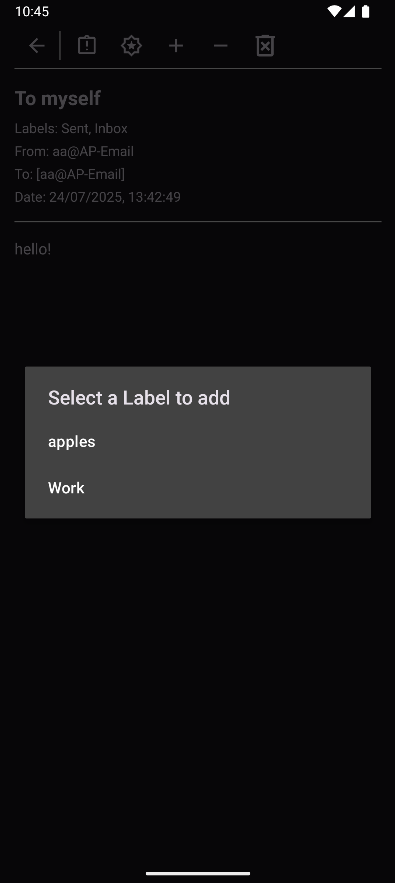 10:45
To myself
Labels: Sent, Inbox
From: aa@AP-Email
To: [aa@AP-Email]
Date: 24/07/2025, 13:42:49
hello!
Select a Label to add
apples
Work